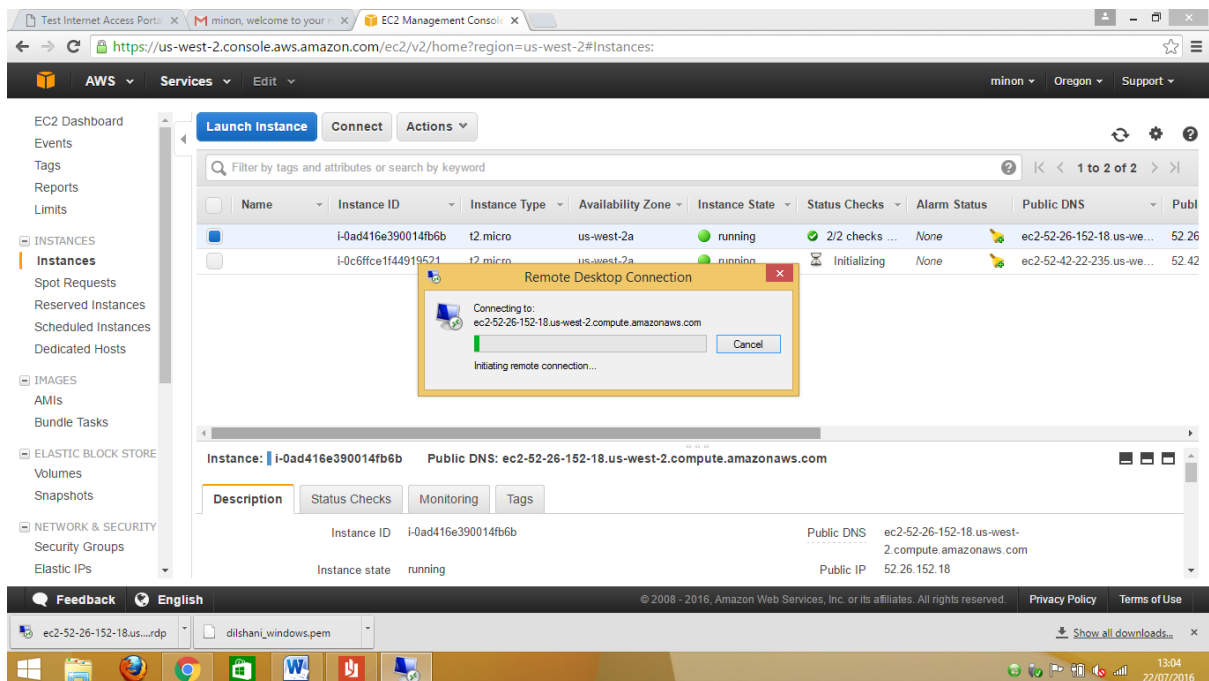 Test Internet Access Porta
minon, welcome to your
EC2 Management Console
https://us-west-2.console.aws.amazon.com/ec2/v2/home?region=us-west-2#Instances:
AWS Services Edit minon Oregon Support
EC2 Dashboard
Events
Tags
Reports
Limits
INSTANCES
Instances
Spot Requests
Reserved Instances
Scheduled Instances
Dedicated Hosts
IMAGES
AMIs
Bundle Tasks
ELASTIC BLOCK STORE
Volumes
Snapshots
NETWORK & SECURITY
Security Groups
Elastic IPs
Launch Instance Connect Actions
Filter by tags and attributes or search by keyword 1 to 2 of 2
Name Instance ID Instance Type Availability Zone Instance State Status Checks Alarm Status Public DNS Publ
i-0ad416e390014fb6b t2.micro us-west-2a running 2/2 checks ... None ec2-52-26-152-18.us-we... 52.26
i-0c6ffce1f44919521 t2.micro us-west-2a running Initializing None ec2-52-42-22-235.us-we... 52.42
Remote Desktop Connection
Connecting to:
ec2-52-26-152-18.us-west-2.compute.amazonaws.com
Cancel
Initiating remote connection...
Instance: i-0ad416e390014fb6b Public DNS: ec2-52-26-152-18.us-west-2.compute.amazonaws.com
Description Status Checks Monitoring Tags
Instance ID i-0ad416e390014fb6b Public DNS ec2-52-26-152-18.us-west-
2.compute.amazonaws.com
Instance state running Public IP 52.26.152.18
Feedback English © 2008 - 2016, Amazon Web Services, Inc. or its affiliates. All rights reserved. Privacy Policy Terms of Use
ec2-52-26-152-18.us....rdp dilshani_windows.pem Show all downloads...
13:04
22/07/2016